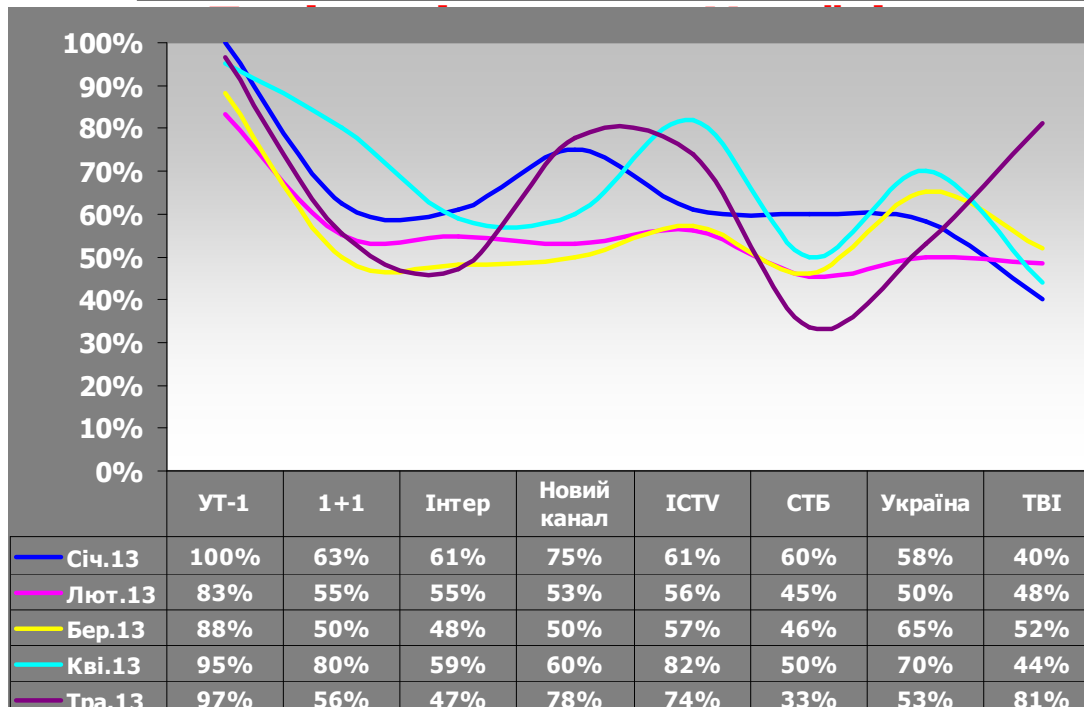 100%
90%
80%
70%
60%
50%
40%
30%
20%
10%
0%
УТ-1 1+1 Інтер Новий канал ICTV СТБ Україна ТВІ
Січ.13 100% 63% 61% 75% 61% 60% 58% 40%
Лют.13 83% 55% 55% 53% 56% 45% 50% 48%
Бер.13 88% 50% 48% 50% 57% 46% 65% 52%
Кві.13 95% 80% 59% 60% 82% 50% 70% 44%
Тра.13 97% 56% 47% 78% 74% 33% 53% 81%